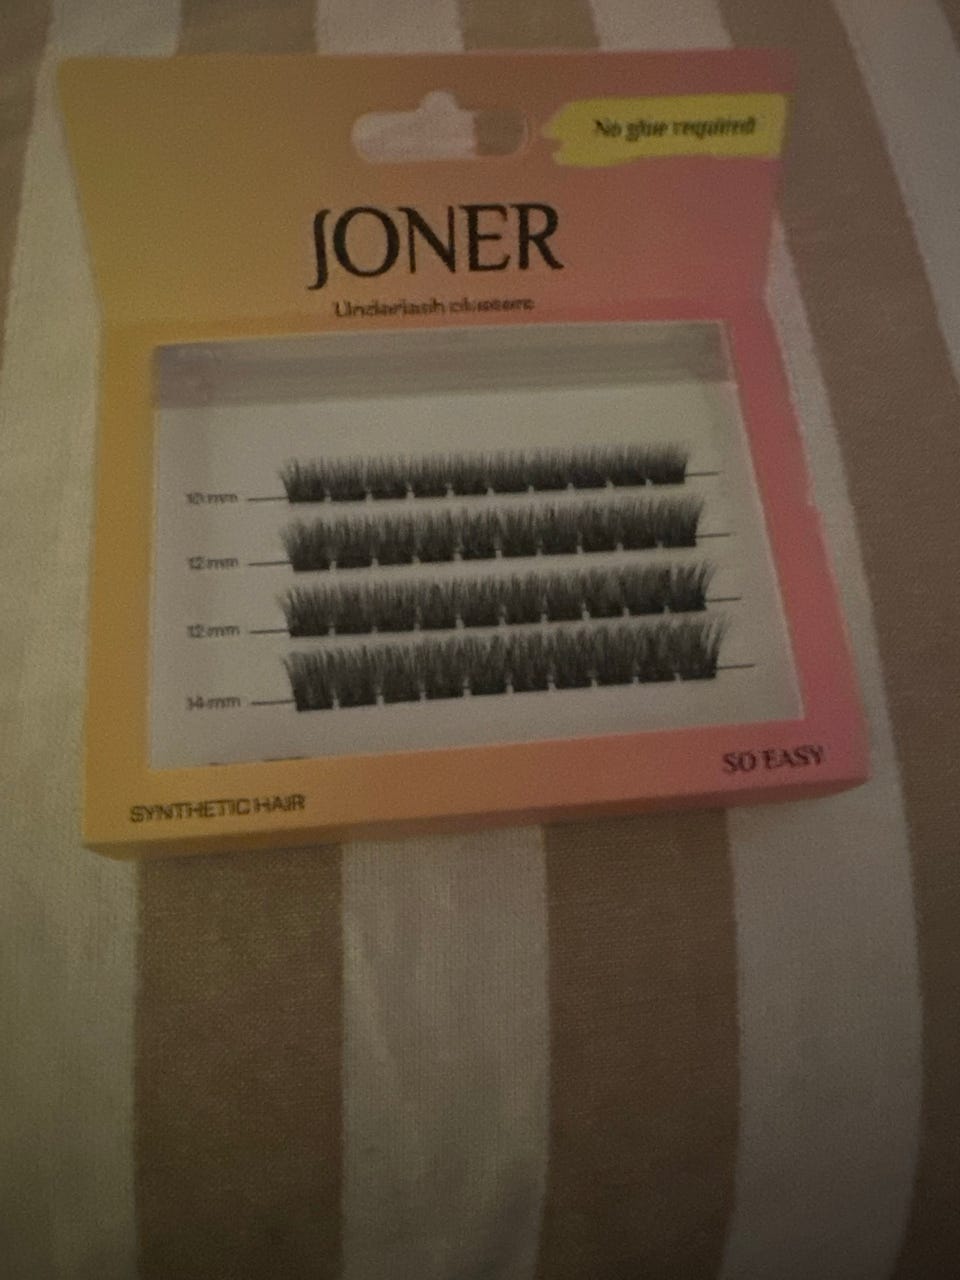 No glue required
JONER
Underlash clusters
10 mm
12 mm
12 mm
14 mm
SO EASY
SYNTHETIC HAIR